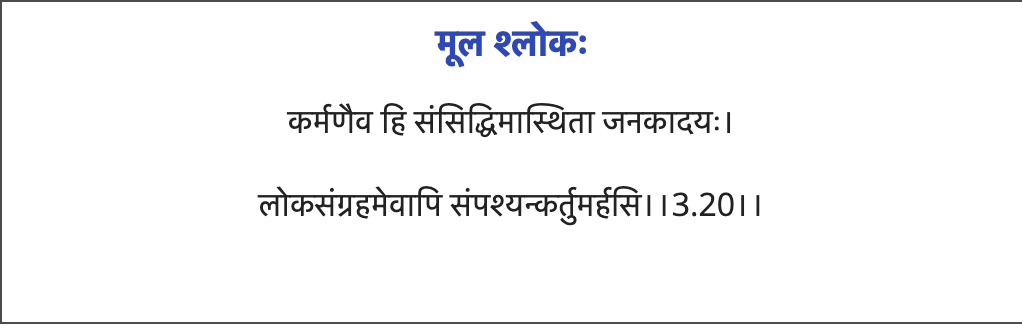 मूल श्लोकः
कर्मणैव हि संसिद्धिमास्थिता जनकादयः।
लोकसंग्रहमेवापि संपश्यन्कर्तुमर्हसि।।3.20।।